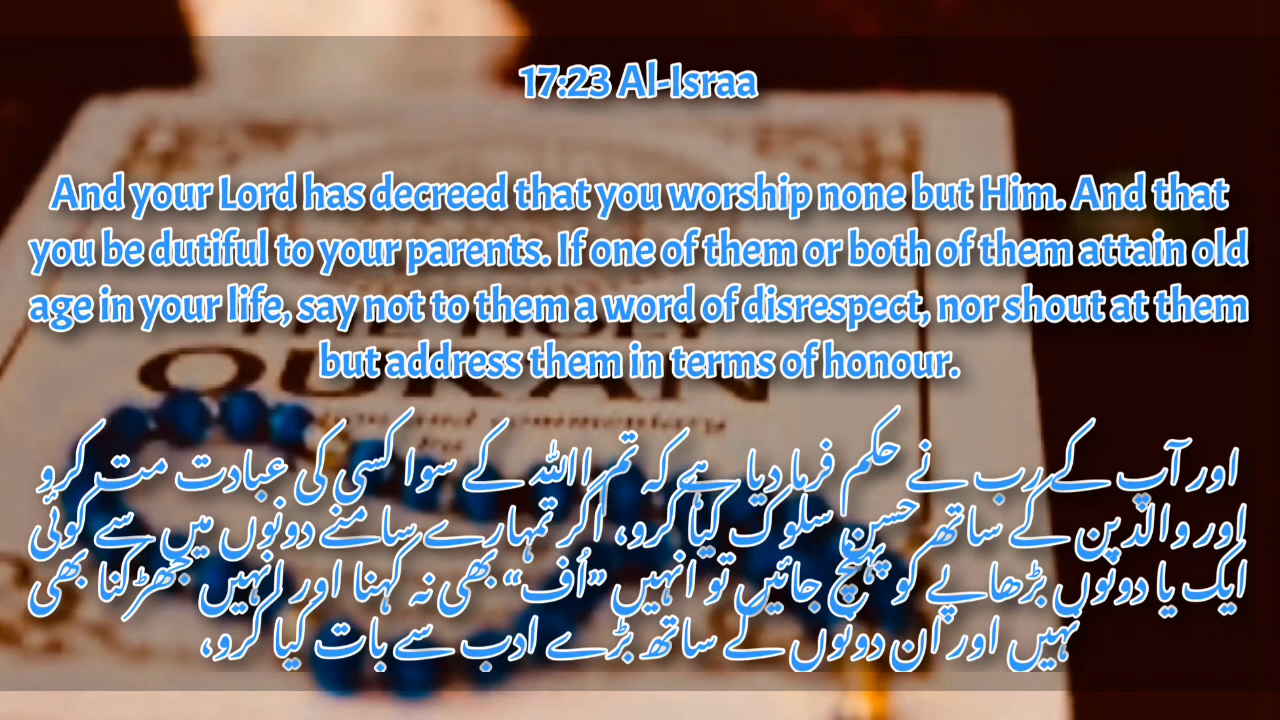 17:23 Al-Israa
And your Lord has decreed that you worship none but Him. And that
you be dutiful to your parents. If one of them or both of them attain old
age in your life, say not to them a word of disrespect, nor shout at them
but address them in terms of honour.
THE HOLY
QUR'AN
اور آپ کے رب نے حکم فرما دیا ہے کہ تم االلہ کے سوا کسی کی عبادت مت کرو
اور والدین کے ساتھ حسنِ سلوک کیا کرو، اگر تمہارے سامنے دونوں میں سے کوئی
ایک یا دونوں بڑھاپے کو پہنچ جائیں تو انہیں ”اُف“ بھی نہ کہنا اور انہیں جھڑکنا بھی
نہیں اور ان دونوں کے ساتھ بڑے ادب سے بات کیا کرو،